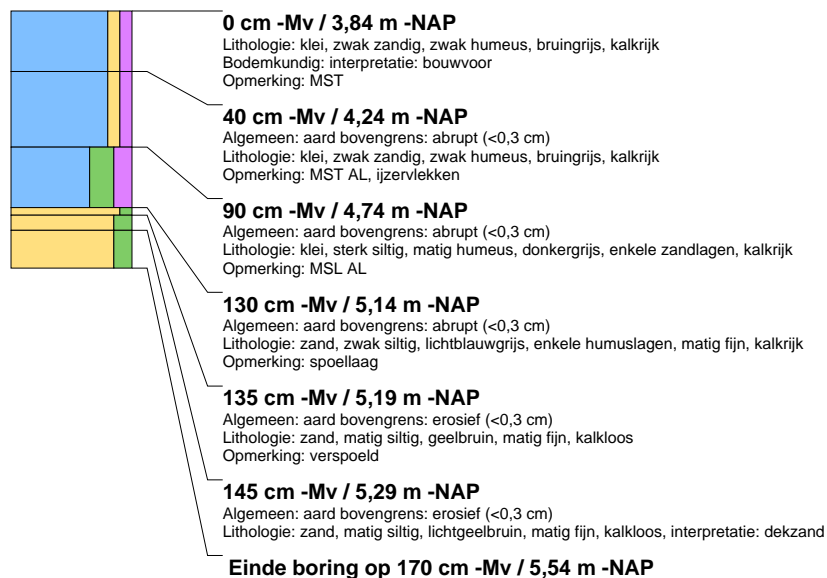 0 cm -Mv / 3,84 m -NAP
Lithologie: klei, zwak zandig, zwak humeus, bruingrijs, kalkrijk
Bodemkundig: interpretatie: bouwvoor
Opmerking: MST
40 cm -Mv / 4,24 m -NAP
Algemeen: aard bovengrens: abrupt (<0,3 cm)
Lithologie: klei, zwak zandig, zwak humeus, bruingrijs, kalkrijk
Opmerking: MST AL, ijzervlekken
90 cm -Mv / 4,74 m -NAP
Algemeen: aard bovengrens: abrupt (<0,3 cm)
Lithologie: klei, sterk siltig, matig humeus, donkergrijs, enkele zandlagen, kalkrijk
Opmerking: MSL AL
130 cm -Mv / 5,14 m -NAP
Algemeen: aard bovengrens: abrupt (<0,3 cm)
Lithologie: zand, zwak siltig, lichtblauwgrijs, enkele humuslagen, matig fijn, kalkrijk
Opmerking: spoellaag
135 cm -Mv / 5,19 m -NAP
Algemeen: aard bovengrens: erosief (<0,3 cm)
Lithologie: zand, matig siltig, geelbruin, matig fijn, kalkloos
Opmerking: verspoeld
145 cm -Mv / 5,29 m -NAP
Algemeen: aard bovengrens: erosief (<0,3 cm)
Lithologie: zand, matig siltig, lichtgeelbruin, matig fijn, kalkloos, interpretatie: dekzand
Einde boring op 170 cm -Mv / 5,54 m -NAP